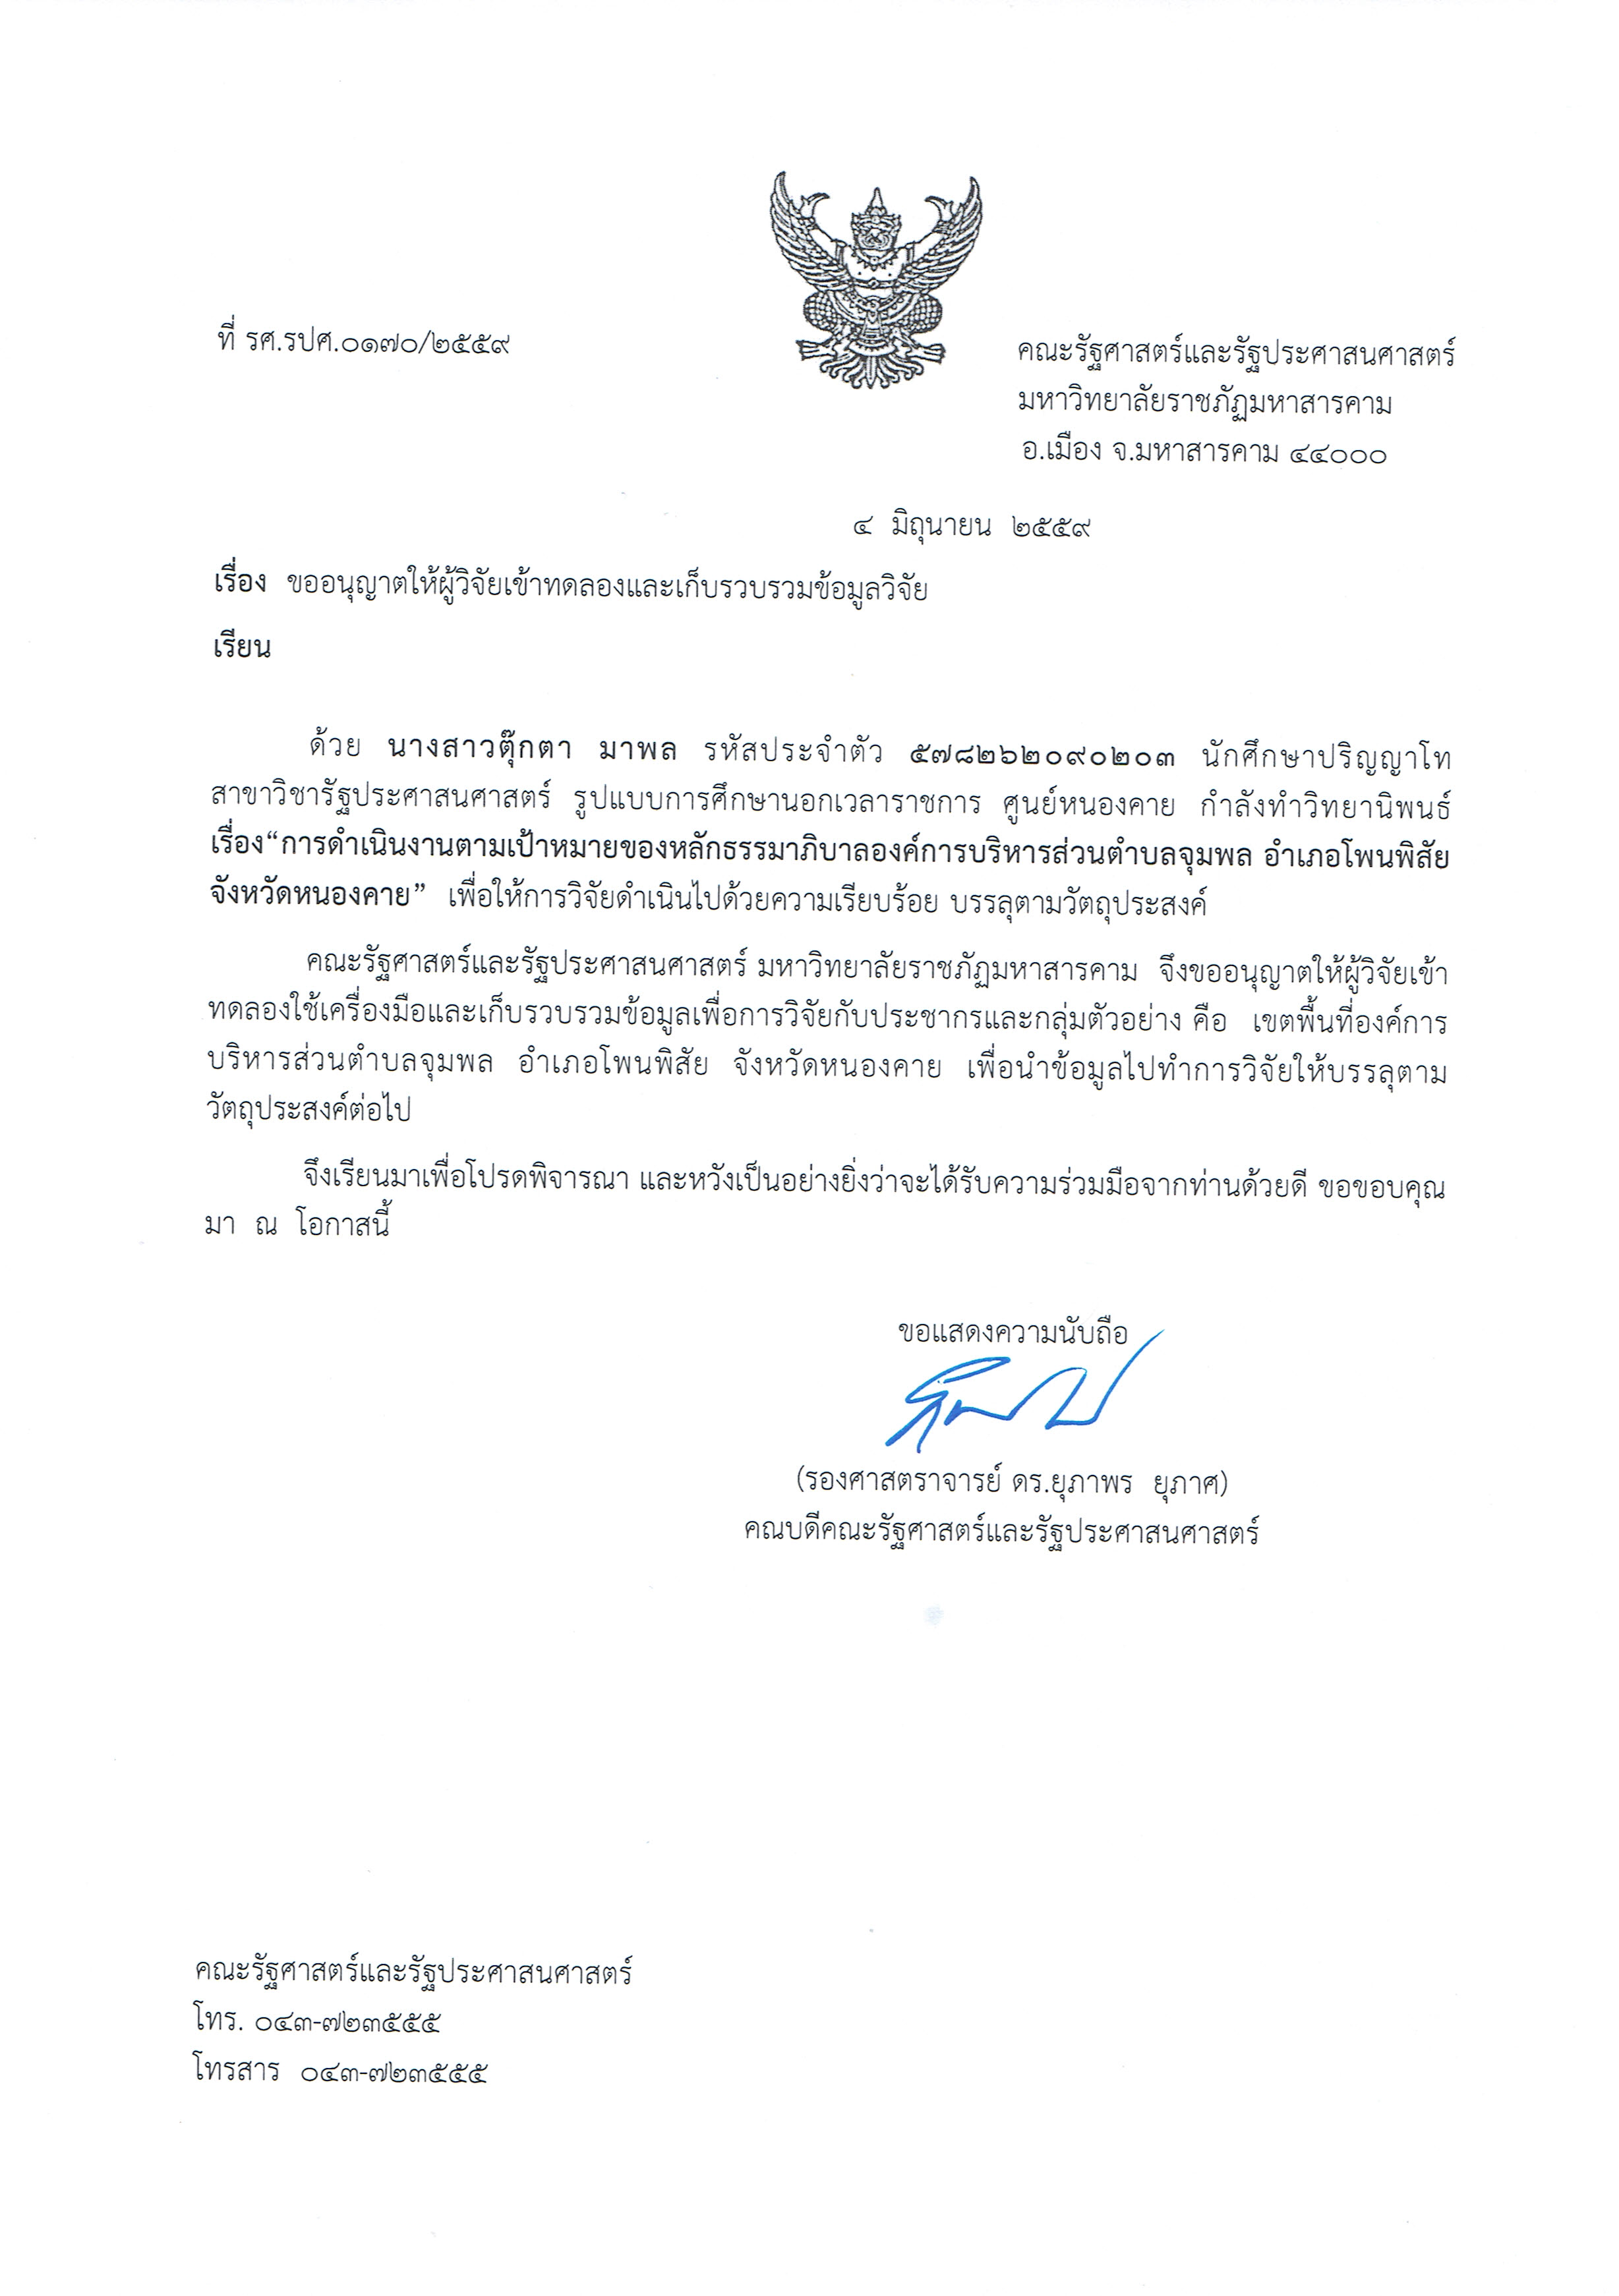 ที่ รศ.รปศ.๐๑๗๐/๒๕๕๙
คณะรัฐศาสตร์และรัฐประศาสนศาสตร์
มหาวิทยาลัยราชภัฏมหาสารคาม
อ.เมือง จ.มหาสารคาม ๔๔๐๐๐
๔ มิถุนายน ๒๕๕๙
เรื่อง ขออนุญาตให้ผู้วิจัยเข้าทดลองและเก็บรวบรวมข้อมูลวิจัย
เรียน
ด้วย นางสาวตุ๊กตา มาพล รหัสประจำตัว ๕๗๘๒๖๒๐๙๐๒๐๓ นักศึกษาปริญญาโท
สาขาวิชารัฐประศาสนศาสตร์ รูปแบบการศึกษานอกเวลาราชการ ศูนย์หนองคาย กำลังทำวิทยานิพนธ์
เรื่อง“การดำเนินงานตามเป้าหมายของหลักธรรมาภิบาลองค์การบริหารส่วนตำบลจุมพล อำเภอโพนพิสัย
จังหวัดหนองคาย” เพื่อให้การวิจัยดำเนินไปด้วยความเรียบร้อย บรรลุตามวัตถุประสงค์
คณะรัฐศาสตร์และรัฐประศาสนศาสตร์ มหาวิทยาลัยราชภัฏมหาสารคาม จึงขออนุญาตให้ผู้วิจัยเข้า
ทดลองใช้เครื่องมือและเก็บรวบรวมข้อมูลเพื่อการวิจัยกับประชากรและกลุ่มตัวอย่าง คือ เขตพื้นที่องค์การ
บริหารส่วนตำบลจุมพล อำเภอโพนพิสัย จังหวัดหนองคาย เพื่อนำข้อมูลไปทำการวิจัยให้บรรลุตาม
วัตถุประสงค์ต่อไป
จึงเรียนมาเพื่อโปรดพิจารณา และหวังเป็นอย่างยิ่งว่าจะได้รับความร่วมมือจากท่านด้วยดี ขอขอบคุณ
มา ณ โอกาสนี้
ขอแสดงความนับถือ
(รองศาสตราจารย์ ดร.ยุภาพร ยุภาศ)
คณบดีคณะรัฐศาสตร์และรัฐประศาสนศาสตร์
คณะรัฐศาสตร์และรัฐประศาสนศาสตร์
โทร. ๐๔๓-๗๒๓๕๕๕
โทรสาร ๐๔๓-๗๒๓๕๕๕